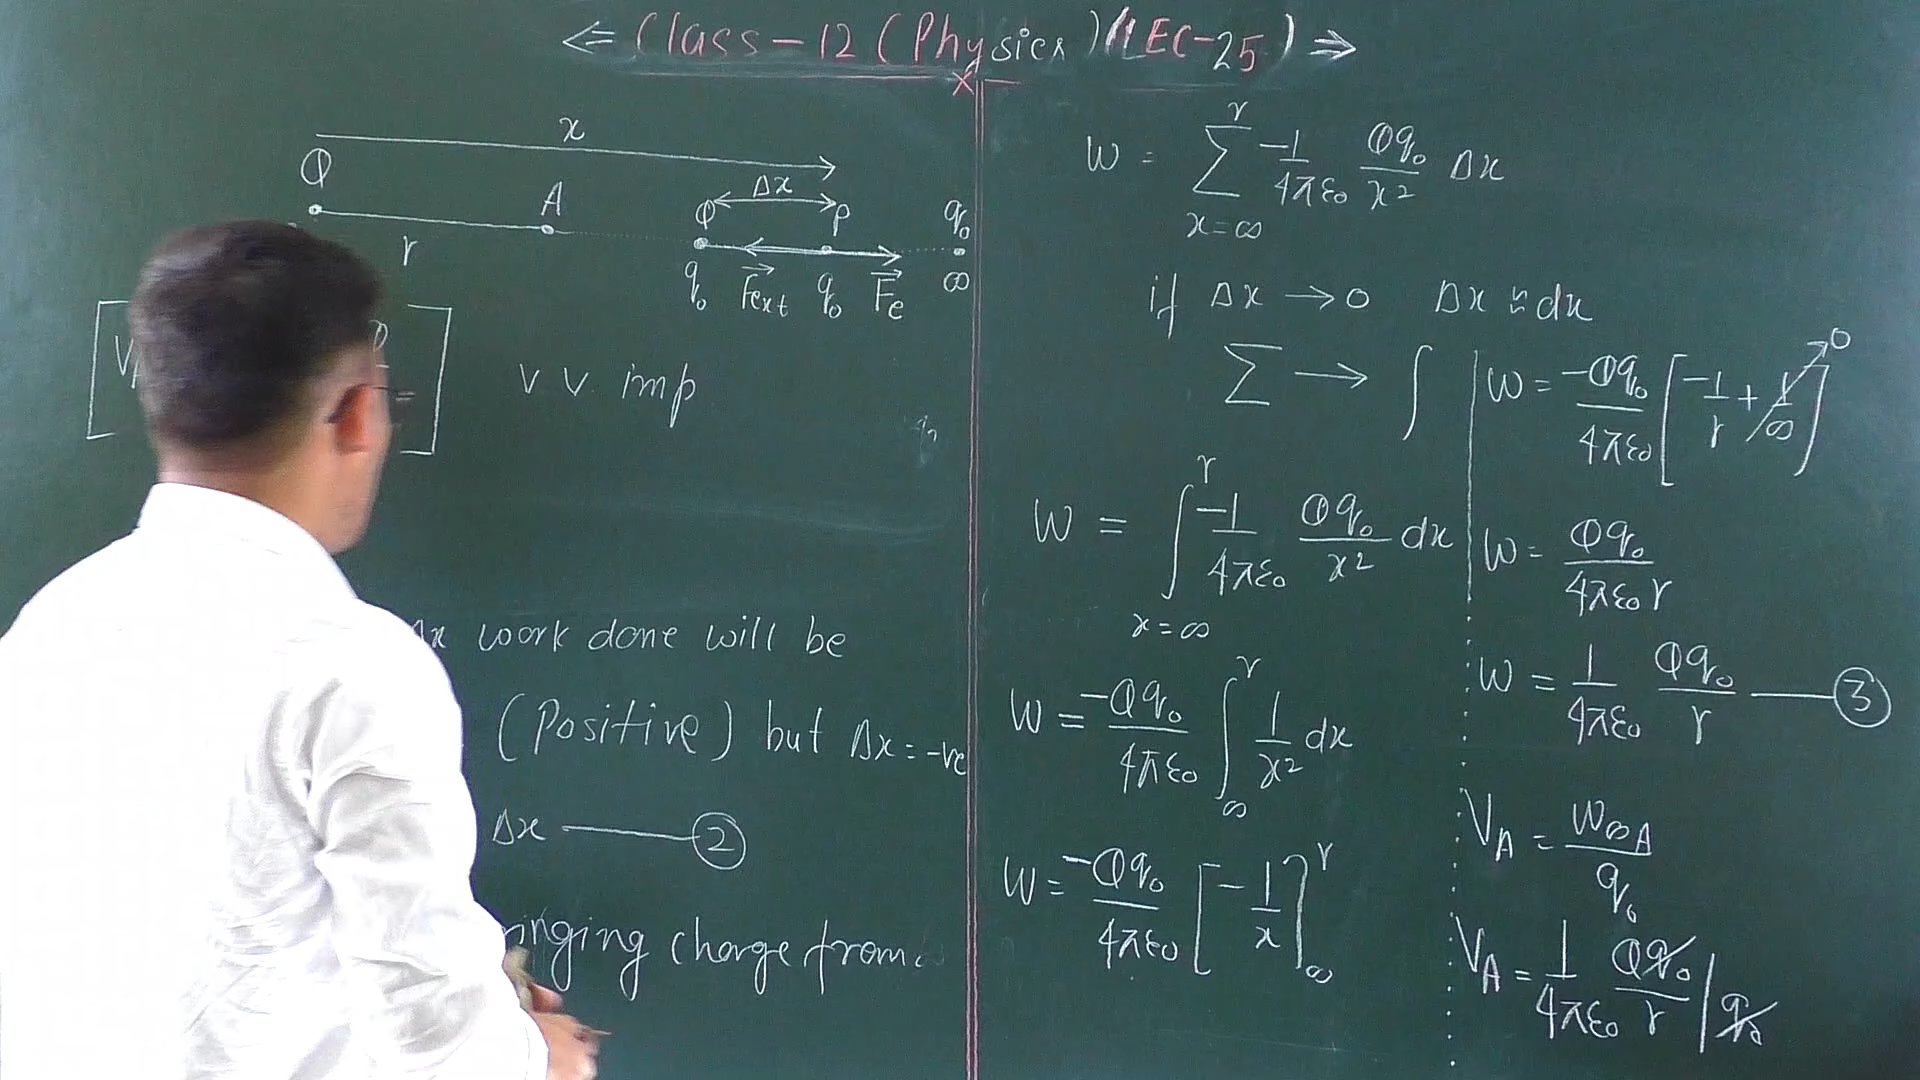 ⇐ Class-12 (Physics) (LEC-25) ⇒
x
Q A Δx Q P q₀
r q₀ F⃗ext q₀ F⃗e ∞
V v v. imp
Δx work done will be
(Positive) but Δx = -ve
Δx —— ②
inging charge from
W = Σ_{x=∞}^{r} -1/4πε₀ Qq₀/x² Δx
if Δx → 0 Δx ≈ dx
Σ → ∫
W = ∫_{x=∞}^{r} -1/4πε₀ Qq₀/x² dx
W = -Qq₀/4πε₀ ∫_{∞}^{r} 1/x² dx
W = -Qq₀/4πε₀ [-1/x]_{∞}^{r}
W = -Qq₀/4πε₀ [-1/r + 1/∞] → 0
W = Qq₀/4πε₀r
W = 1/4πε₀ Qq₀/r —— ③
V_A = W∞A/q₀
V_A = 1/4πε₀ Qq₀/r / q₀